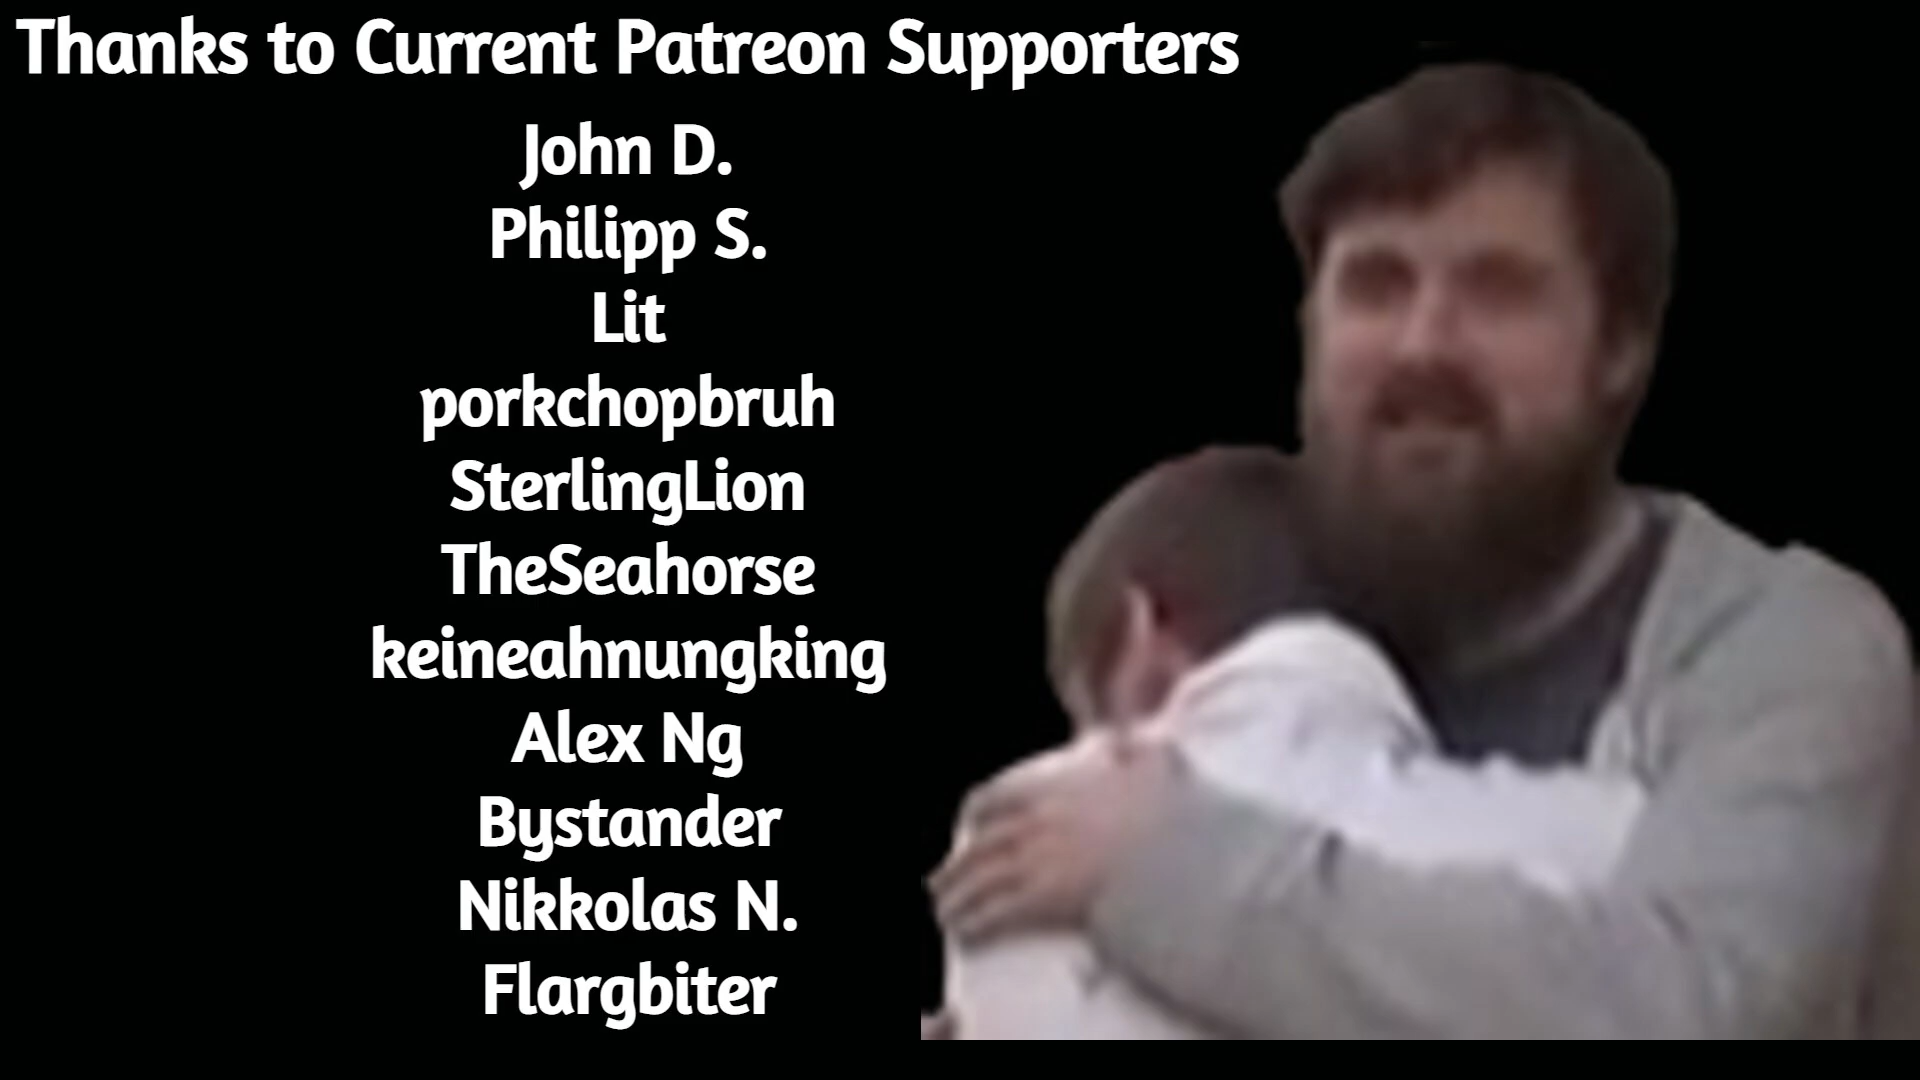 Thanks to Current Patreon Supporters
John D.
Philipp S.
Lit
porkchopbruh
SterlingLion
TheSeahorse
keineahnungking
Alex Ng
Bystander
Nikkolas N.
Flargbiter